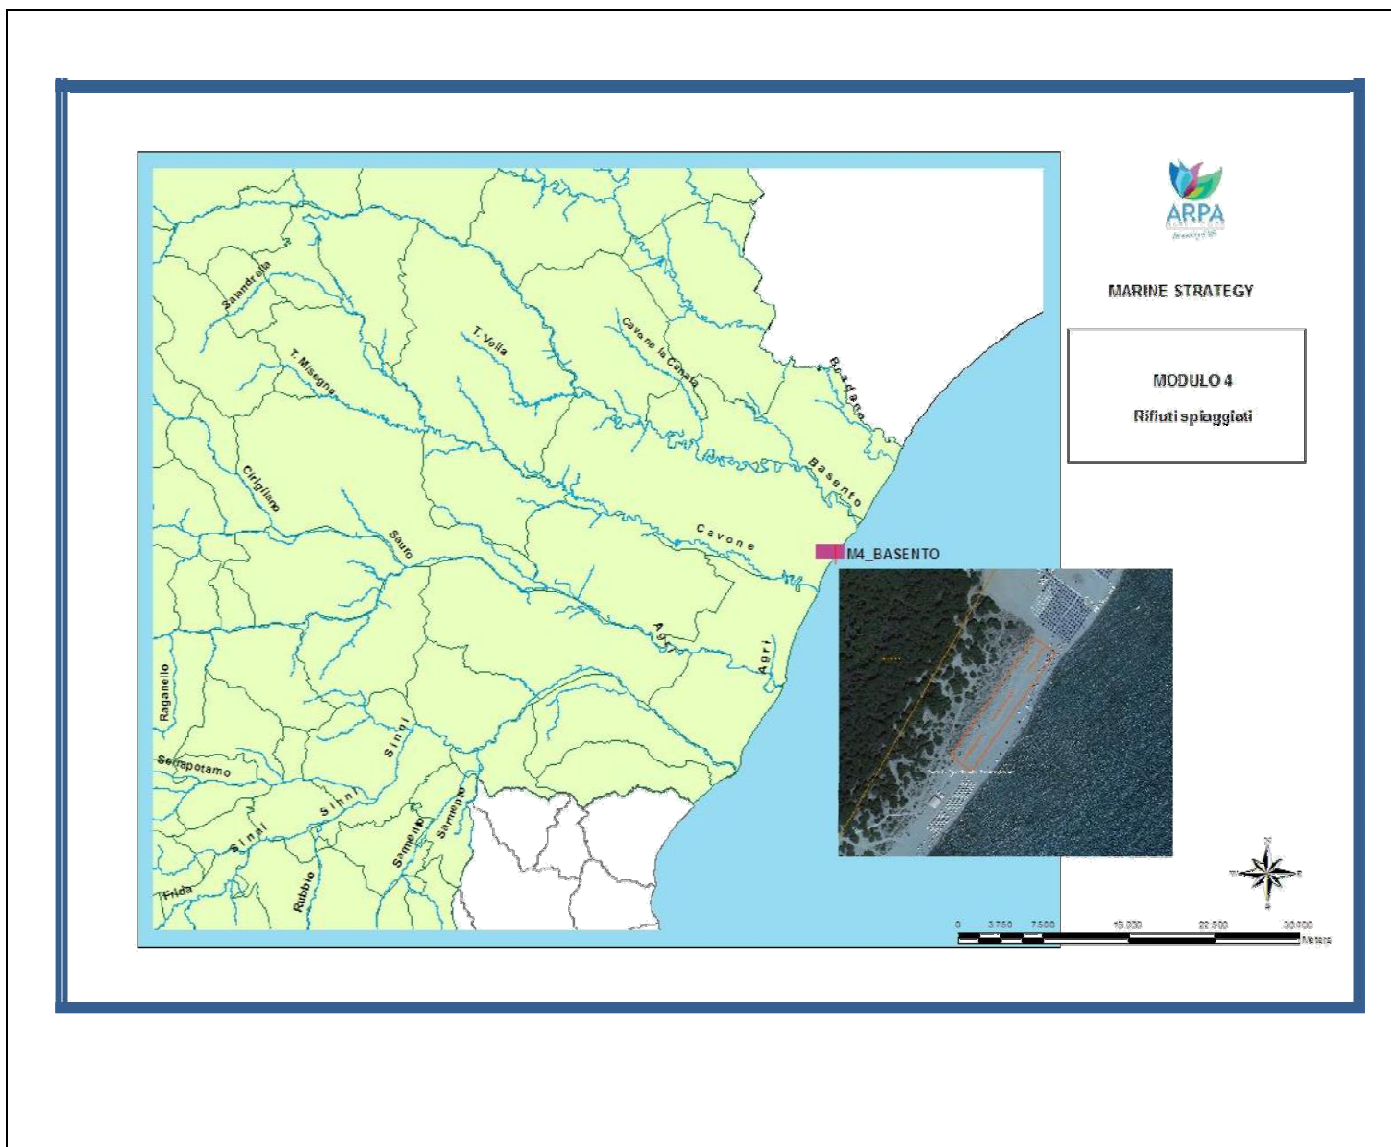 ARPA
MARINE STRATEGY
MODULO 4
Rifiuti spiaggiati
Salandrella
T. Misegna
T. Vella
Cavone la Canala
Bradano
Basento
Cirigliano
Sauro
Cavone
M4_BASENTO
Agri
Agri
Raganello
Serrapotamo
Sinni
Sinni
Sinni
Sarmento
Sarmento
Rubbio
Frida
0 3.750 7.500 15.000 22.500 30.000
Meters